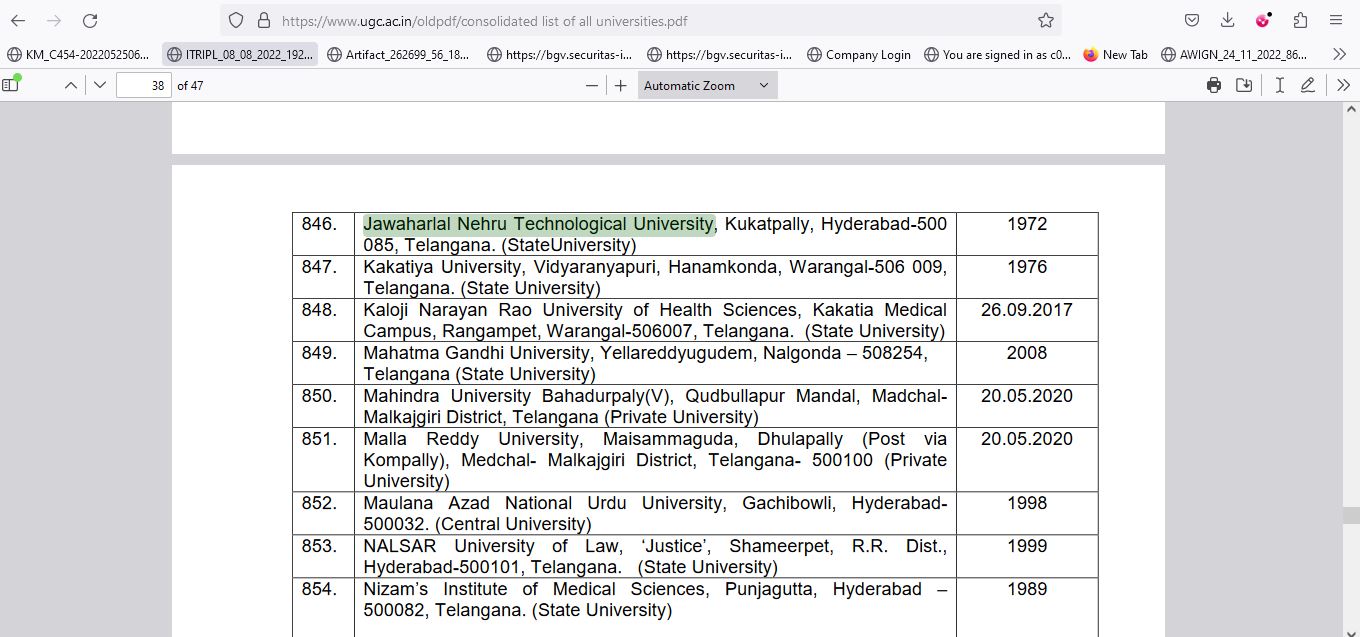 https://www.ugc.ac.in/oldpdf/consolidated list of all universities.pdf
KM_C454-2022052506... ITRIPL_08_08_2022_192... Artifact_262699_56_18... https://bgv.securitas-i... https://bgv.securitas-i... Company Login You are signed in as c0... New Tab AWIGN_24_11_2022_86...
38 of 47 Automatic Zoom
846. Jawaharlal Nehru Technological University, Kukatpally, Hyderabad-500 1972
085, Telangana. (StateUniversity)
847. Kakatiya University, Vidyaranyapuri, Hanamkonda, Warangal-506 009, 1976
Telangana. (State University)
848. Kaloji Narayan Rao University of Health Sciences, Kakatia Medical 26.09.2017
Campus, Rangampet, Warangal-506007, Telangana. (State University)
849. Mahatma Gandhi University, Yellareddyugudem, Nalgonda – 508254, 2008
Telangana (State University)
850. Mahindra University Bahadurpaly(V), Qudbullapur Mandal, Madchal- 20.05.2020
Malkajgiri District, Telangana (Private University)
851. Malla Reddy University, Maisammaguda, Dhulapally (Post via 20.05.2020
Kompally), Medchal- Malkajgiri District, Telangana- 500100 (Private
University)
852. Maulana Azad National Urdu University, Gachibowli, Hyderabad- 1998
500032. (Central University)
853. NALSAR University of Law, ‘Justice’, Shameerpet, R.R. Dist., 1999
Hyderabad-500101, Telangana. (State University)
854. Nizam’s Institute of Medical Sciences, Punjagutta, Hyderabad – 1989
500082, Telangana. (State University)